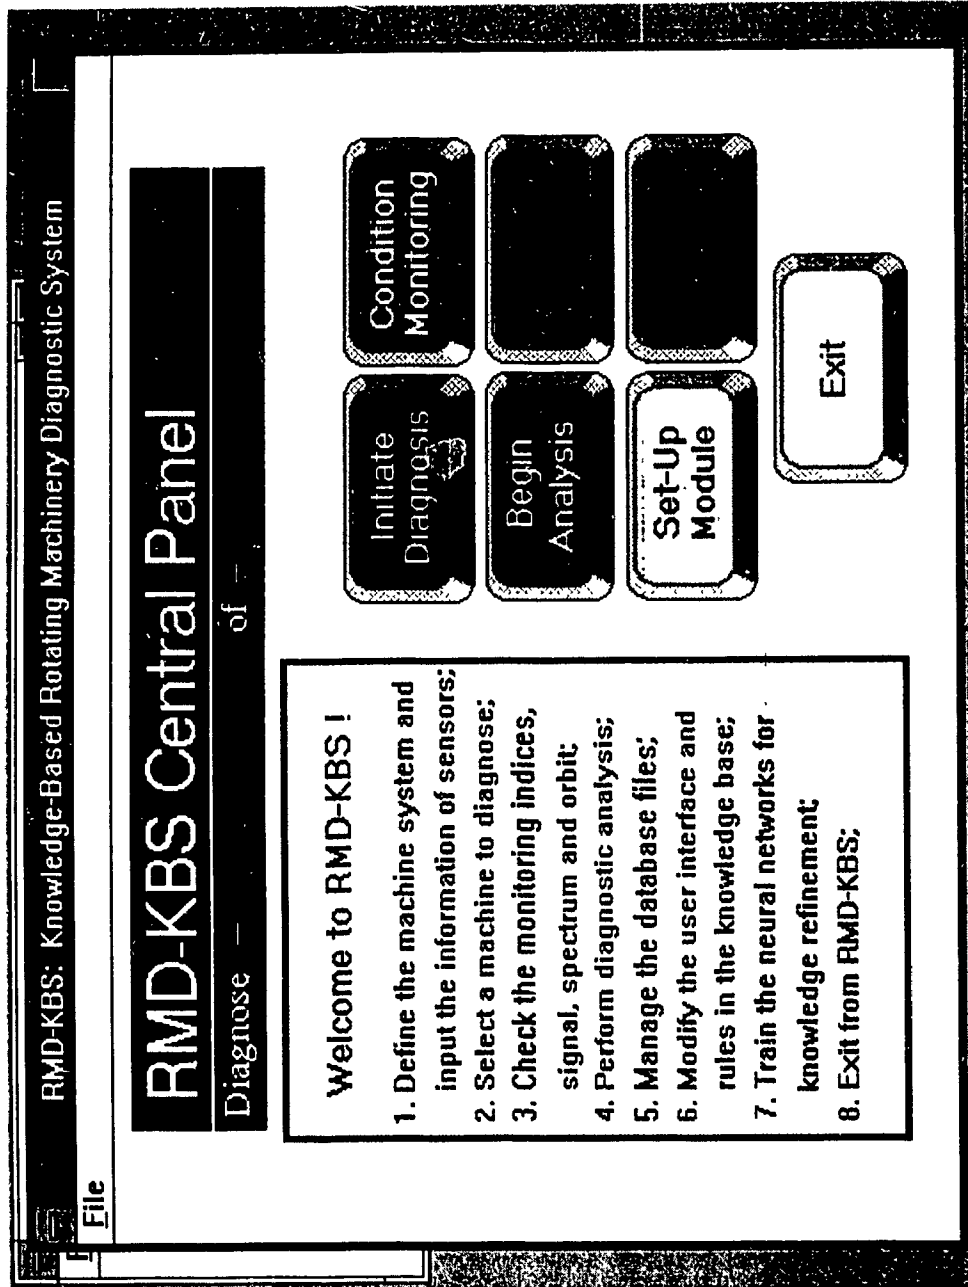 RMD-KBS: Knowledge-Based Rotating Machinery Diagnostic System
File
RMD-KBS Central Panel
Diagnose – of –
Welcome to RMD-KBS !
1. Define the machine system and
input the information of sensors;
2. Select a machine to diagnose;
3. Check the monitoring indices,
signal, spectrum and orbit;
4. Perform diagnostic analysis;
5. Manage the database files;
6. Modify the user interface and
rules in the knowledge base;
7. Train the neural networks for
knowledge refinement;
8. Exit from RMD-KBS;
Initiate
Diagnosis
Condition
Monitoring
Begin
Analysis
Set-Up
Module
Exit